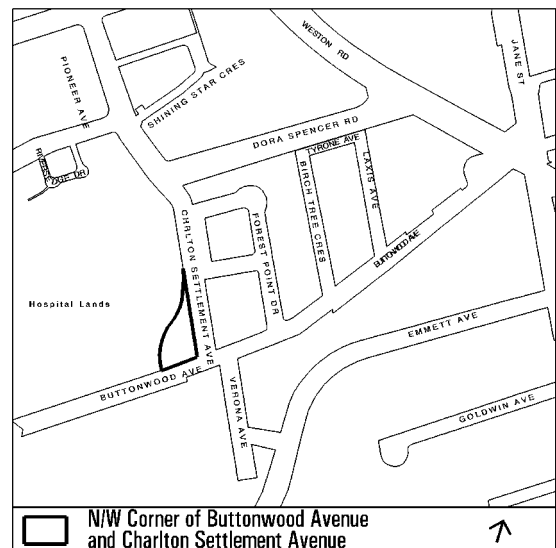 WESTON RD
JANE ST
PIONEER AVE
SHINING STAR CRES
DORA SPENCER RD
TYRONE AVE
LAXIS AVE
BIRCH TREE CRES
FOREST POINT DR
CHRLTON SETTLEMENT AVE
BUTTONWOOD AVE
Hospital Lands
EMMETT AVE
BUTTONWOOD AVE
VERONA AVE
GOLDWIN AVE
N/W Corner of Buttonwood Avenue
and Charlton Settlement Avenue